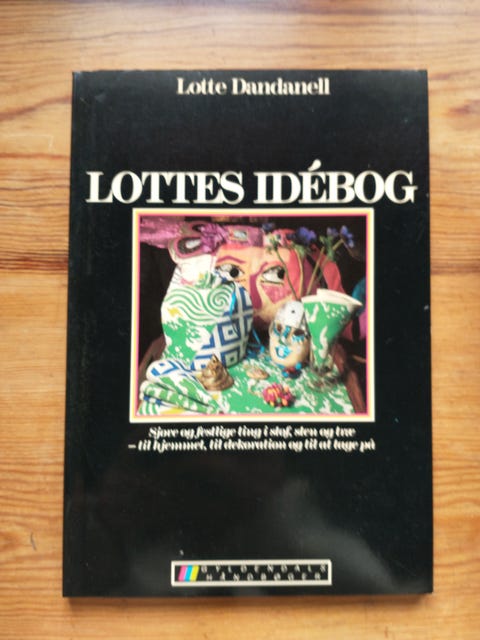 Lotte Dandanell
LOTTES IDÉBOG
Sjove og festlige ting i stof, sten og træ
– til hjemmet, til dekoration og til at tage på
GYLDENDALS
HÅNDBØGER